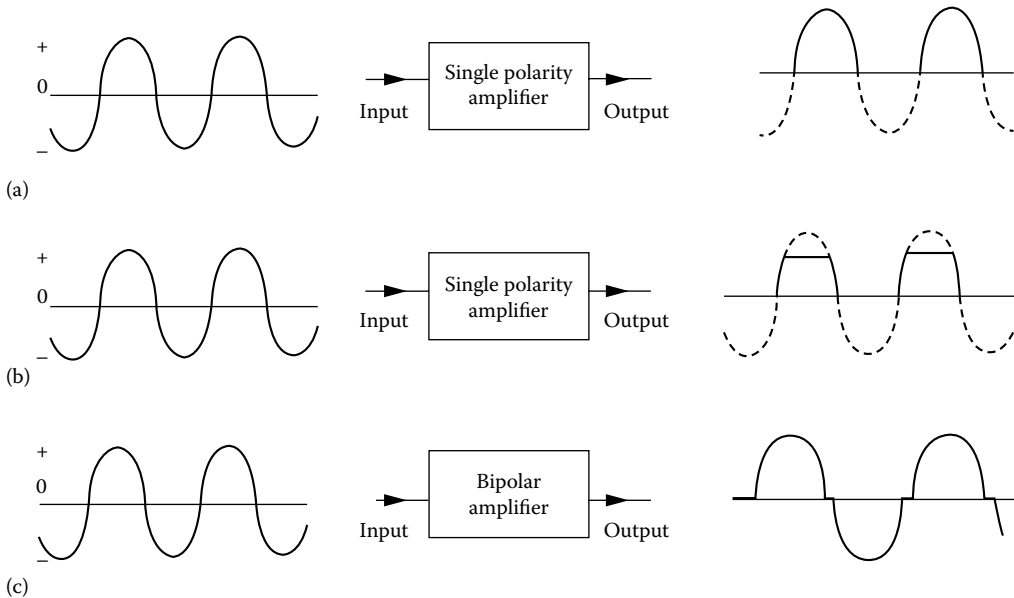 +
0
−
Single polarity
amplifier
Input
Output
(a)
+
0
−
Single polarity
amplifier
Input
Output
(b)
+
0
−
Bipolar
amplifier
Input
Output
(c)